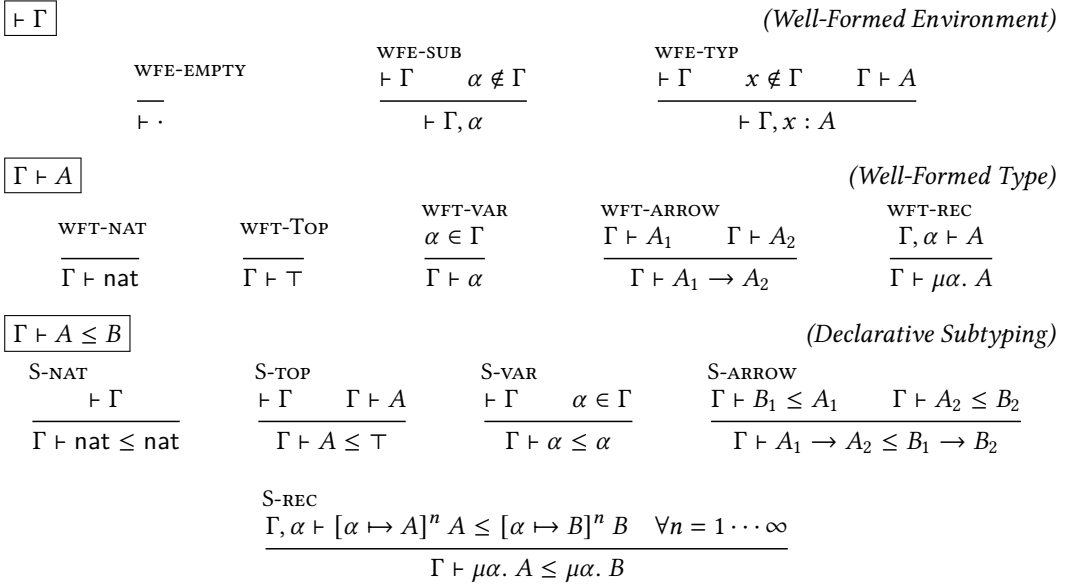 ⊢ Γ (Well-Formed Environment)
WFE-EMPTY WFE-SUB WFE-TYP
⊢ Γ α ∉ Γ ⊢ Γ x ∉ Γ Γ ⊢ A
⊢ · ⊢ Γ, α ⊢ Γ, x : A
Γ ⊢ A (Well-Formed Type)
WFT-NAT WFT-TOP WFT-VAR WFT-ARROW WFT-REC
α ∈ Γ Γ ⊢ A₁ Γ ⊢ A₂ Γ, α ⊢ A
Γ ⊢ nat Γ ⊢ ⊤ Γ ⊢ α Γ ⊢ A₁ → A₂ Γ ⊢ μα. A
Γ ⊢ A ≤ B (Declarative Subtyping)
S-NAT S-TOP S-VAR S-ARROW
⊢ Γ ⊢ Γ Γ ⊢ A ⊢ Γ α ∈ Γ Γ ⊢ B₁ ≤ A₁ Γ ⊢ A₂ ≤ B₂
Γ ⊢ nat ≤ nat Γ ⊢ A ≤ ⊤ Γ ⊢ α ≤ α Γ ⊢ A₁ → A₂ ≤ B₁ → B₂
S-REC
Γ, α ⊢ [α ↦ A]ⁿ A ≤ [α ↦ B]ⁿ B ∀n = 1 ⋯ ∞
Γ ⊢ μα. A ≤ μα. B